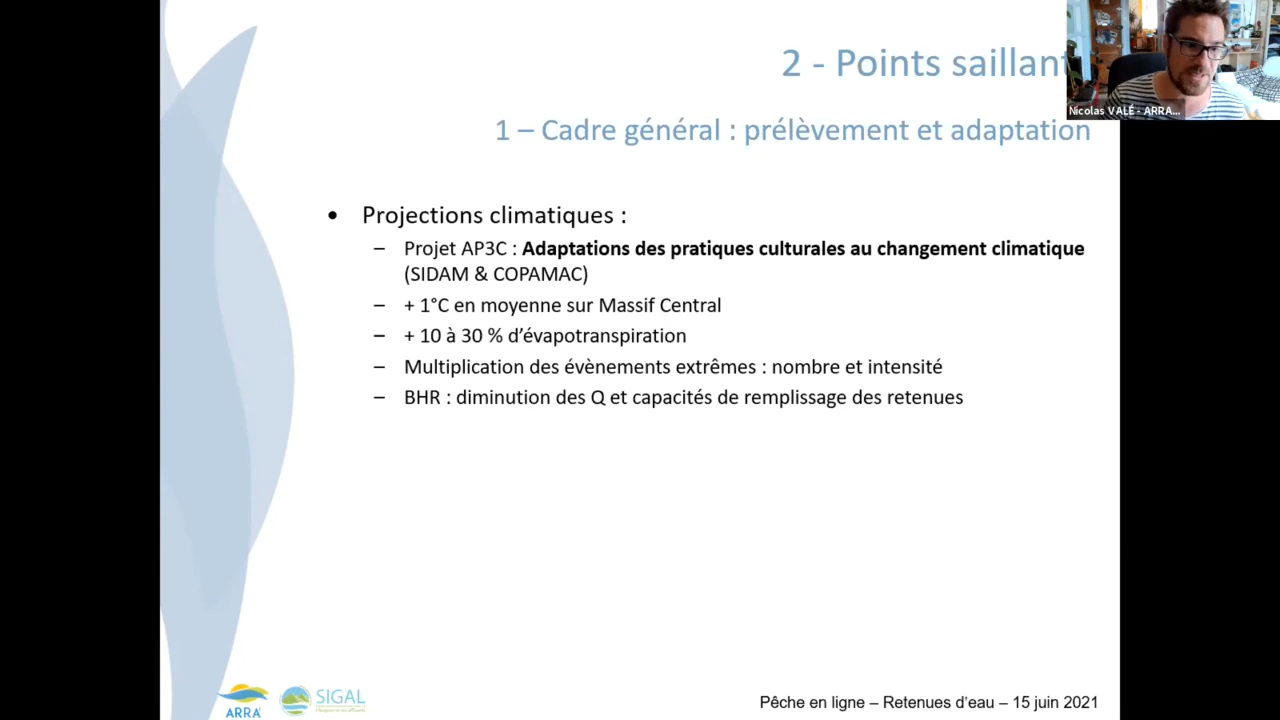 2 - Points saillant
Nicolas VALÉ - ARRA...
1 – Cadre général : prélèvement et adaptation
• Projections climatiques :
– Projet AP3C : Adaptations des pratiques culturales au changement climatique
(SIDAM & COPAMAC)
– + 1°C en moyenne sur Massif Central
– + 10 à 30 % d’évapotranspiration
– Multiplication des évènements extrêmes : nombre et intensité
– BHR : diminution des Q et capacités de remplissage des retenues
ARRA²
SIGAL
Pêche en ligne – Retenues d’eau – 15 juin 2021